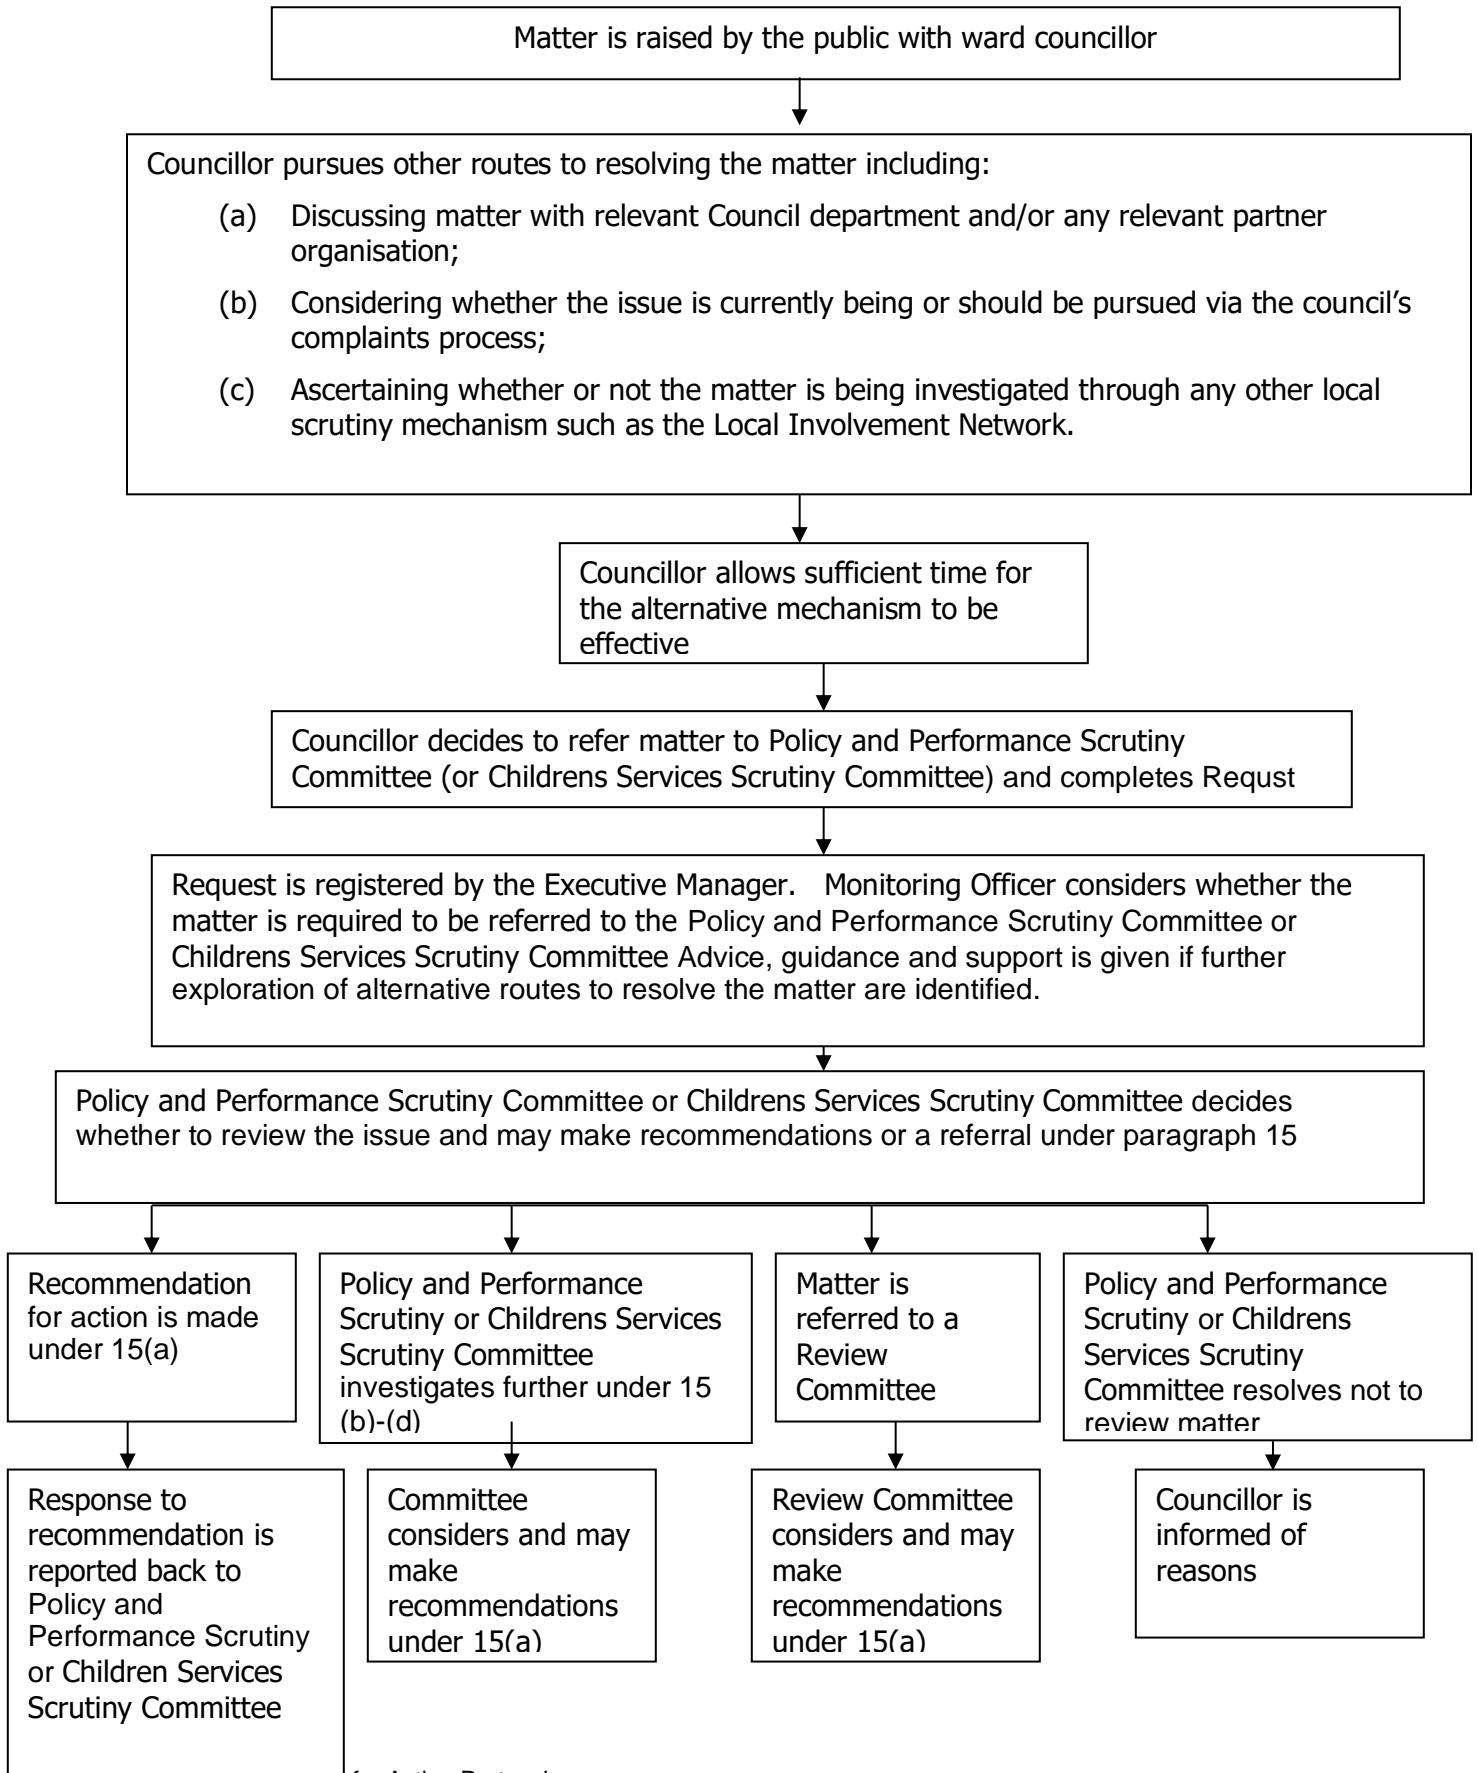 Matter is raised by the public with ward councillor
Councillor pursues other routes to resolving the matter including:
(a) Discussing matter with relevant Council department and/or any relevant partner
organisation;
(b) Considering whether the issue is currently being or should be pursued via the council's
complaints process;
(c) Ascertaining whether or not the matter is being investigated through any other local
scrutiny mechanism such as the Local Involvement Network.
Councillor allows sufficient time for
the alternative mechanism to be
effective
Councillor decides to refer matter to Policy and Performance Scrutiny
Committee (or Childrens Services Scrutiny Committee) and completes Requst
Request is registered by the Executive Manager. Monitoring Officer considers whether the
matter is required to be referred to the Policy and Performance Scrutiny Committee or
Childrens Services Scrutiny Committee Advice, guidance and support is given if further
exploration of alternative routes to resolve the matter are identified.
Policy and Performance Scrutiny Committee or Childrens Services Scrutiny Committee decides
whether to review the issue and may make recommendations or a referral under paragraph 15
Recommendation
for action is made
under 15(a)
Policy and Performance
Scrutiny or Childrens Services
Scrutiny Committee
investigates further under 15
(b)-(d)
Matter is
referred to a
Review
Committee
Policy and Performance
Scrutiny or Childrens
Services Scrutiny
Committee resolves not to
review matter
Response to
recommendation is
reported back to
Policy and
Performance Scrutiny
or Children Services
Scrutiny Committee
Committee
considers and may
make
recommendations
under 15(a)
Review Committee
considers and may
make
recommendations
under 15(a)
Councillor is
informed of
reasons